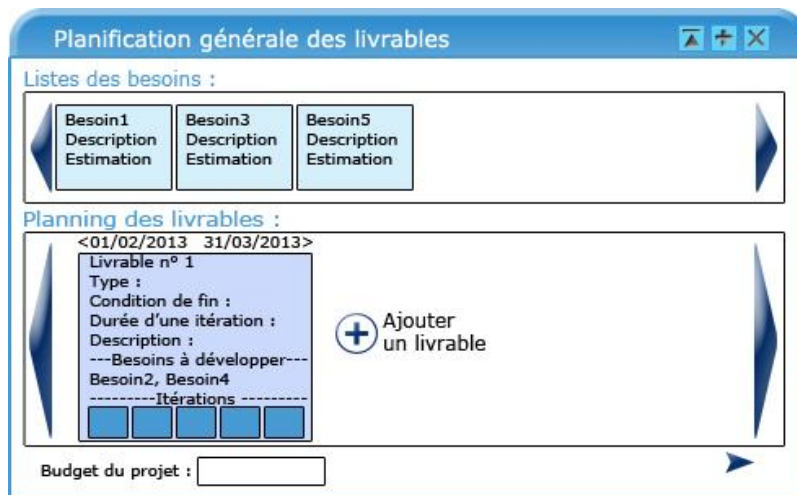 Planification générale des livrables
Listes des besoins :
Besoin1
Description
Estimation
Besoin3
Description
Estimation
Besoin5
Description
Estimation
Planning des livrables :
<01/02/2013 31/03/2013>
Livrable nº 1
Type :
Condition de fin :
Durée d'une itération :
Description :
---Besoins à développer---
Besoin2, Besoin4
---------Itérations ---------
Ajouter
un livrable
Budget du projet :